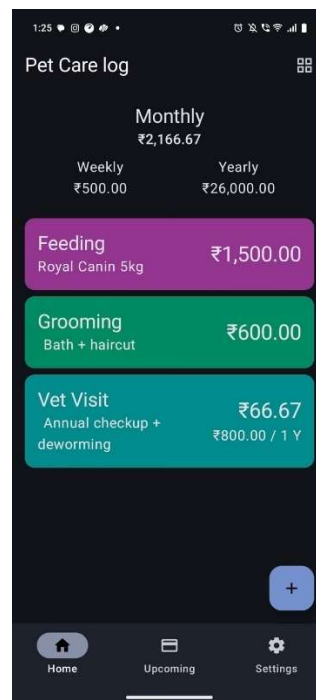 1:25
Pet Care log
Monthly
₹2,166.67
Weekly
₹500.00
Yearly
₹26,000.00
Feeding
Royal Canin 5kg
₹1,500.00
Grooming
Bath + haircut
₹600.00
Vet Visit
Annual checkup +
deworming
₹66.67
₹800.00 / 1 Y
+
Home
Upcoming
Settings